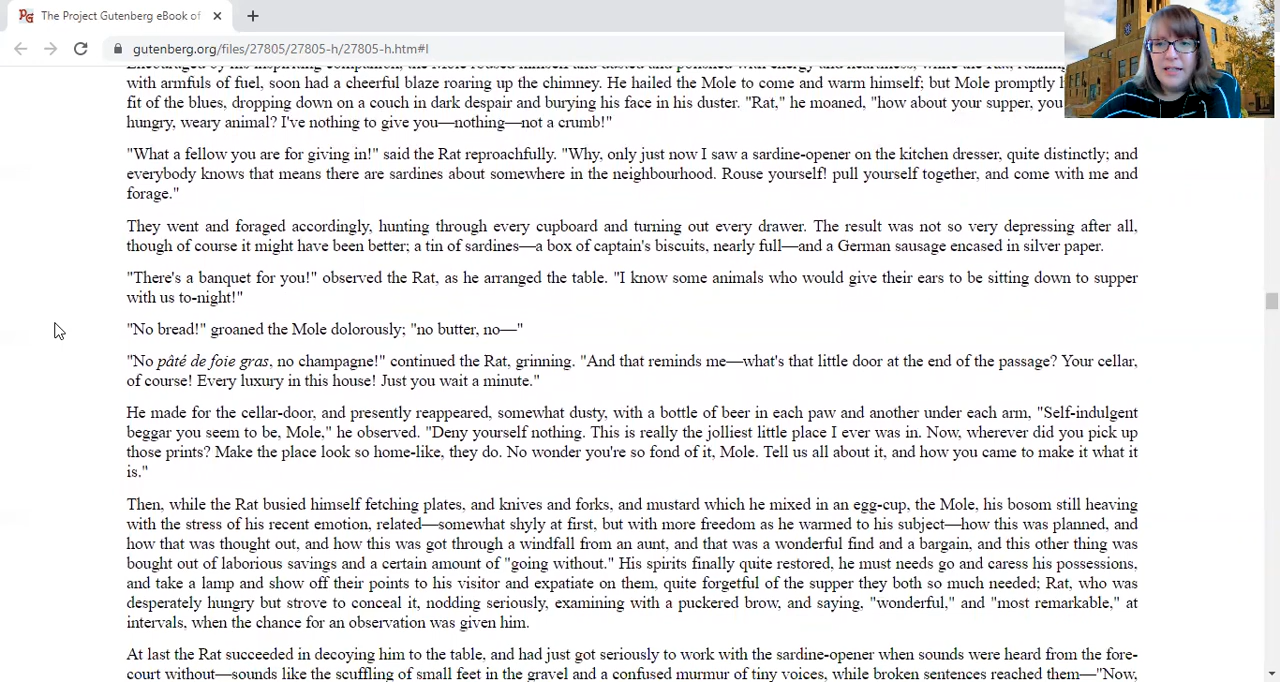 The Project Gutenberg eBook of
gutenberg.org/files/27805/27805-h/27805-h.htm#I
with armfuls of fuel, soon had a cheerful blaze roaring up the chimney. He hailed the Mole to come and warm himself; but Mole promptly
fit of the blues, dropping down on a couch in dark despair and burying his face in his duster. "Rat," he moaned, "how about your supper, you
hungry, weary animal? I've nothing to give you—nothing—not a crumb!"
"What a fellow you are for giving in!" said the Rat reproachfully. "Why, only just now I saw a sardine-opener on the kitchen dresser, quite distinctly; and
everybody knows that means there are sardines about somewhere in the neighbourhood. Rouse yourself! pull yourself together, and come with me and
forage."
They went and foraged accordingly, hunting through every cupboard and turning out every drawer. The result was not so very depressing after all,
though of course it might have been better; a tin of sardines—a box of captain's biscuits, nearly full—and a German sausage encased in silver paper.
"There's a banquet for you!" observed the Rat, as he arranged the table. "I know some animals who would give their ears to be sitting down to supper
with us to-night!"
"No bread!" groaned the Mole dolorously; "no butter, no—"
"No pâté de foie gras, no champagne!" continued the Rat, grinning. "And that reminds me—what's that little door at the end of the passage? Your cellar,
of course! Every luxury in this house! Just you wait a minute."
He made for the cellar-door, and presently reappeared, somewhat dusty, with a bottle of beer in each paw and another under each arm, "Self-indulgent
beggar you seem to be, Mole," he observed. "Deny yourself nothing. This is really the jolliest little place I ever was in. Now, wherever did you pick up
those prints? Make the place look so home-like, they do. No wonder you're so fond of it, Mole. Tell us all about it, and how you came to make it what it
is."
Then, while the Rat busied himself fetching plates, and knives and forks, and mustard which he mixed in an egg-cup, the Mole, his bosom still heaving
with the stress of his recent emotion, related—somewhat shyly at first, but with more freedom as he warmed to his subject—how this was planned, and
how that was thought out, and how this was got through a windfall from an aunt, and that was a wonderful find and a bargain, and this other thing was
bought out of laborious savings and a certain amount of "going without." His spirits finally quite restored, he must needs go and caress his possessions,
and take a lamp and show off their points to his visitor and expatiate on them, quite forgetful of the supper they both so much needed; Rat, who was
desperately hungry but strove to conceal it, nodding seriously, examining with a puckered brow, and saying, "wonderful," and "most remarkable," at
intervals, when the chance for an observation was given him.
At last the Rat succeeded in decoying him to the table, and had just got seriously to work with the sardine-opener when sounds were heard from the fore-
court without—sounds like the scuffling of small feet in the gravel and a confused murmur of tiny voices, while broken sentences reached them—"Now,